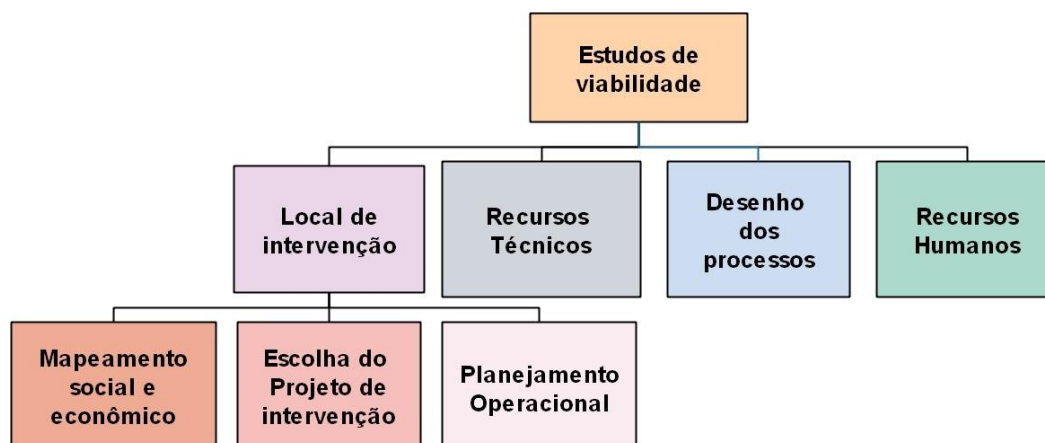 Estudos de
viabilidade
Local de
intervenção
Recursos
Técnicos
Desenho
dos
processos
Recursos
Humanos
Mapeamento
social e
econômico
Escolha do
Projeto de
intervenção
Planejamento
Operacional